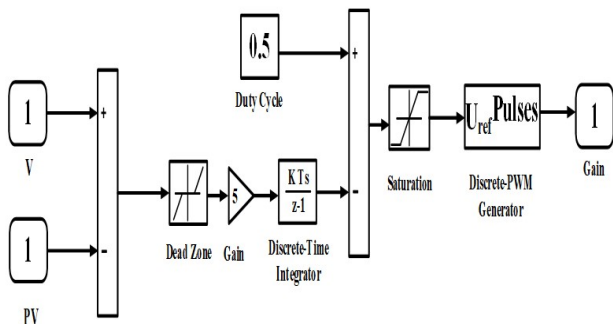 1
V
+
-
1
PV
Dead Zone
5
Gain
K Ts
z-1
Discrete-Time
Integrator
0.5
Duty Cycle
+
-
Saturation
Uref Pulses
Discrete-PWM
Generator
1
Gain